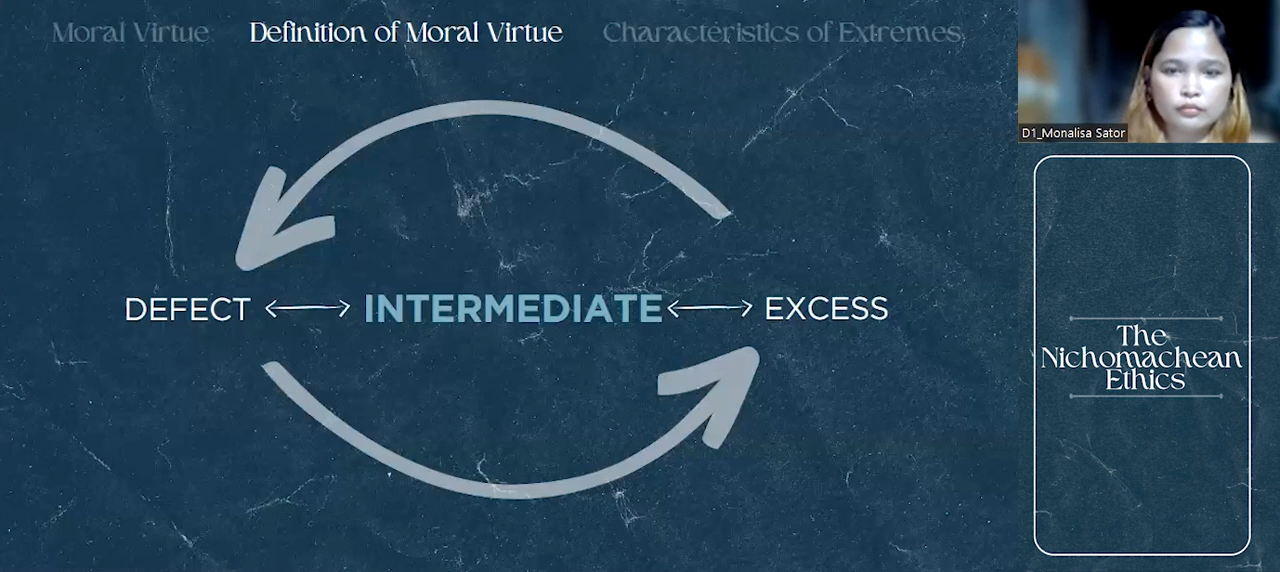 Moral Virtue Definition of Moral Virtue Characteristics of Extremes
D1_Monalisa Sator
DEFECT INTERMEDIATE EXCESS
The
Nichomachean
Ethics